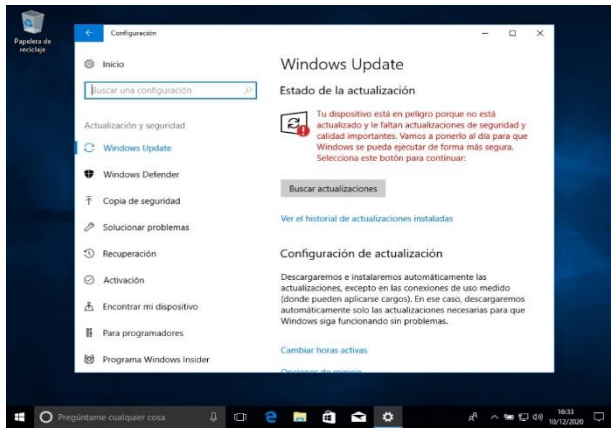 Papelera de
reciclaje
Configuración
Inicio
Buscar una configuración
Actualización y seguridad
Windows Update
Windows Defender
Copia de seguridad
Solucionar problemas
Recuperación
Activación
Encontrar mi dispositivo
Para programadores
Programa Windows Insider
Windows Update
Estado de la actualización
Tu dispositivo está en peligro porque no está
actualizado y le faltan actualizaciones de seguridad y
calidad importantes. Vamos a ponerlo al día para que
Windows se pueda ejecutar de forma más segura.
Selecciona este botón para continuar:
Buscar actualizaciones
Ver el historial de actualizaciones instaladas
Configuración de actualización
Descargaremos e instalaremos automáticamente las
actualizaciones, excepto en las conexiones de uso medido
(donde pueden aplicarse cargos). En ese caso, descargaremos
automáticamente solo las actualizaciones necesarias para que
Windows siga funcionando sin problemas.
Cambiar horas activas
Opciones de reinicio
Pregúntame cualquier cosa
16:33
10/12/2020